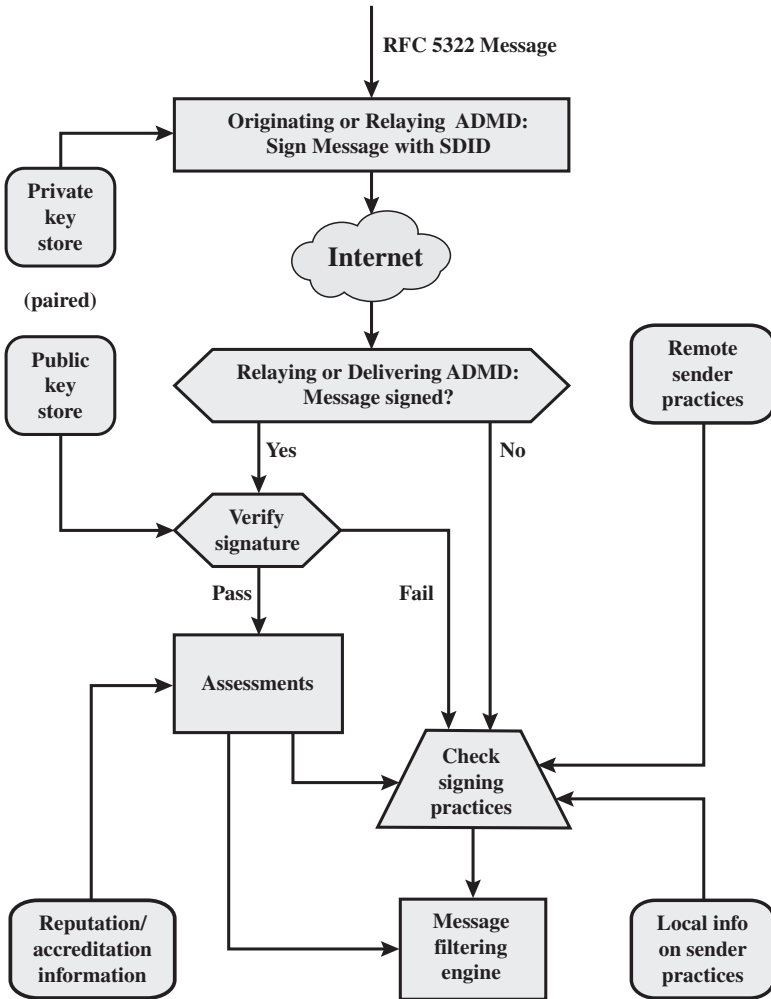 RFC 5322 Message
Originating or Relaying ADMD:
Sign Message with SDID
Private
key
store
Internet
(paired)
Public
key
store
Relaying or Delivering ADMD:
Message signed?
Remote
sender
practices
Yes
No
Verify
signature
Pass
Fail
Assessments
Check
signing
practices
Reputation/
accreditation
information
Message
filtering
engine
Local info
on sender
practices